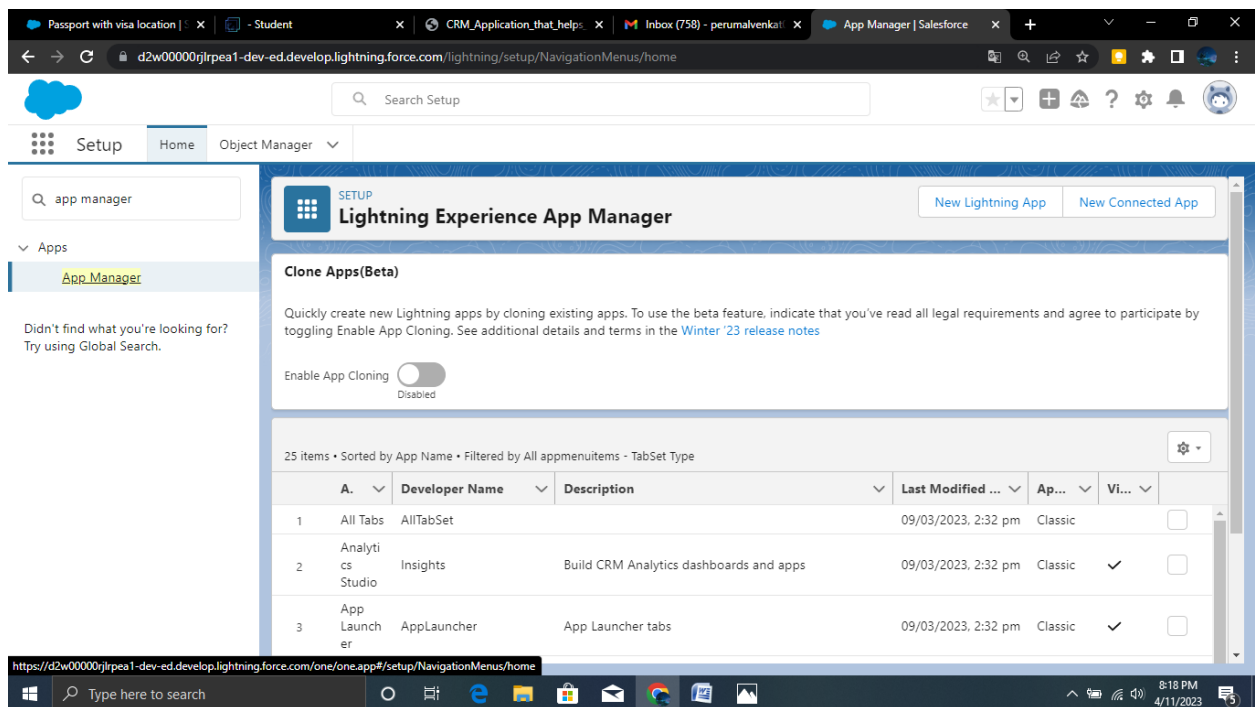 Passport with visa location | S
- Student
CRM_Application_that_helps_
Inbox (758) - perumalvenkat
App Manager | Salesforce
d2w00000rjlrpea1-dev-ed.develop.lightning.force.com/lightning/setup/NavigationMenus/home
Search Setup
Setup
Home
Object Manager
app manager
Apps
App Manager
Didn't find what you're looking for?
Try using Global Search.
SETUP
Lightning Experience App Manager
New Lightning App
New Connected App
Clone Apps(Beta)
Quickly create new Lightning apps by cloning existing apps. To use the beta feature, indicate that you've read all legal requirements and agree to participate by
toggling Enable App Cloning. See additional details and terms in the Winter '23 release notes
Enable App Cloning
Disabled
25 items • Sorted by App Name • Filtered by All appmenuitems - TabSet Type
A. Developer Name Description Last Modified ... Ap... Vi...
1 All Tabs AllTabSet 09/03/2023, 2:32 pm Classic
Analyti
cs
Studio
2 Insights Build CRM Analytics dashboards and apps 09/03/2023, 2:32 pm Classic
App
Launch
er
3 AppLauncher App Launcher tabs 09/03/2023, 2:32 pm Classic
https://d2w00000rjlrpea1-dev-ed.develop.lightning.force.com/one/one.app#/setup/NavigationMenus/home
Type here to search
8:18 PM
4/11/2023
5